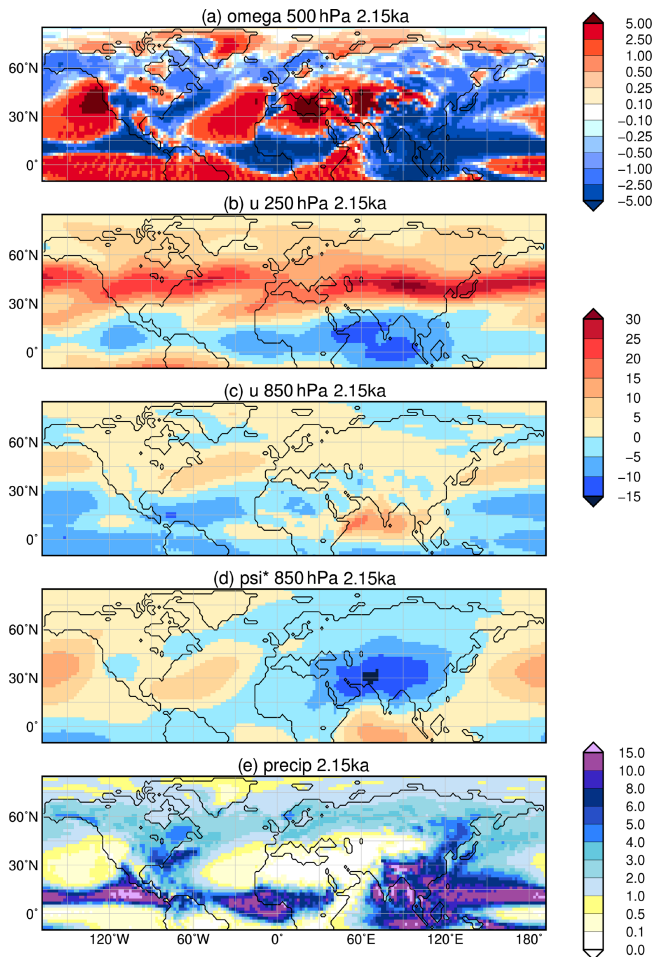 (a) omega 500 hPa 2.15ka
60°N
30°N
0°
5.00
2.50
1.00
0.50
0.25
0.10
−0.10
−0.25
−0.50
−1.00
−2.50
−5.00
(b) u 250 hPa 2.15ka
60°N
30°N
0°
(c) u 850 hPa 2.15ka
60°N
30°N
0°
30
25
20
15
10
5
0
−5
−10
−15
(d) psi* 850 hPa 2.15ka
60°N
30°N
0°
(e) precip 2.15ka
60°N
30°N
0°
120°W 60°W 0° 60°E 120°E 180°
15.0
10.0
8.0
6.0
5.0
4.0
3.0
2.0
1.0
0.5
0.1
0.0